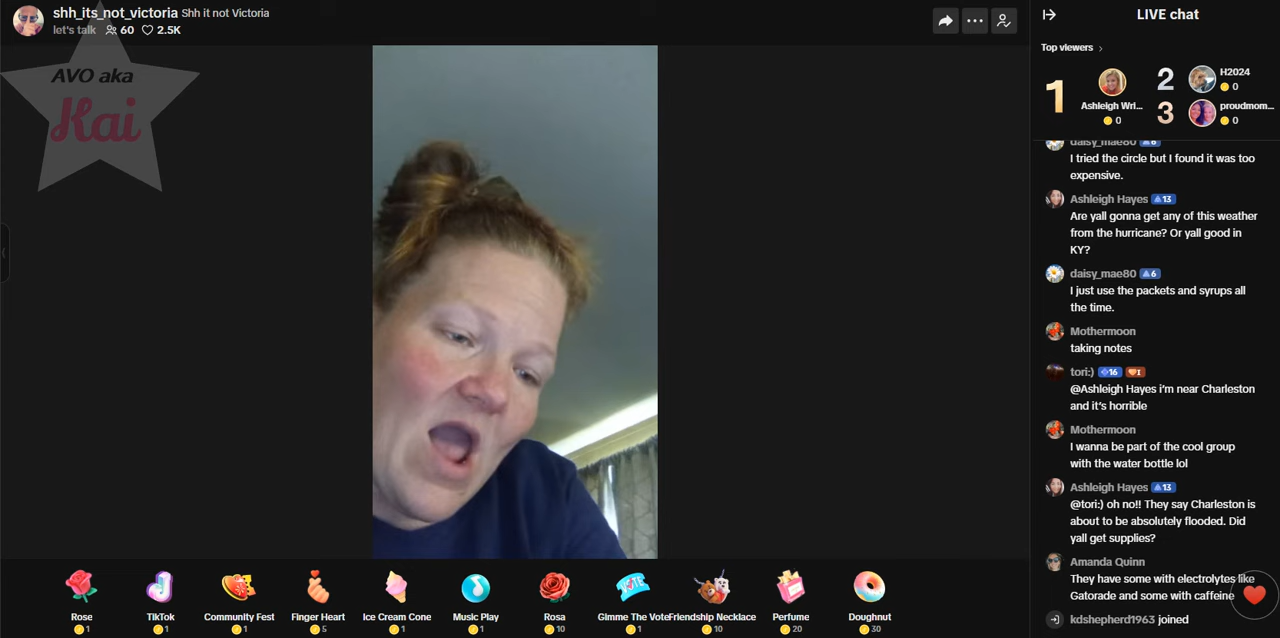 shh_its_not_victoria Shh it not Victoria
let's talk 60 2.5K
AVO aka
Kai
LIVE chat
Top viewers
1 Ashleigh Wri... 0
2 H2024 0
3 proudmom... 0
daisy_mae80 6
I tried the circle but I found it was too
expensive.
Ashleigh Hayes 13
Are yall gonna get any of this weather
from the hurricane? Or yall good in
KY?
daisy_mae80 6
I just use the packets and syrups all
the time.
Mothermoon
taking notes
tori:) 16 I
@Ashleigh Hayes i'm near Charleston
and it's horrible
Mothermoon
I wanna be part of the cool group
with the water bottle lol
Ashleigh Hayes 13
@tori:) oh no!! They say Charleston is
about to be absolutely flooded. Did
yall get supplies?
Amanda Quinn
They have some with electrolytes like
Gatorade and some with caffeine
kdshepherd1963 joined
VOTE
Rose TikTok Community Fest Finger Heart Ice Cream Cone Music Play Rosa Gimme The Vote Friendship Necklace Perfume Doughnut
1 1 1 5 1 1 10 1 10 20 30